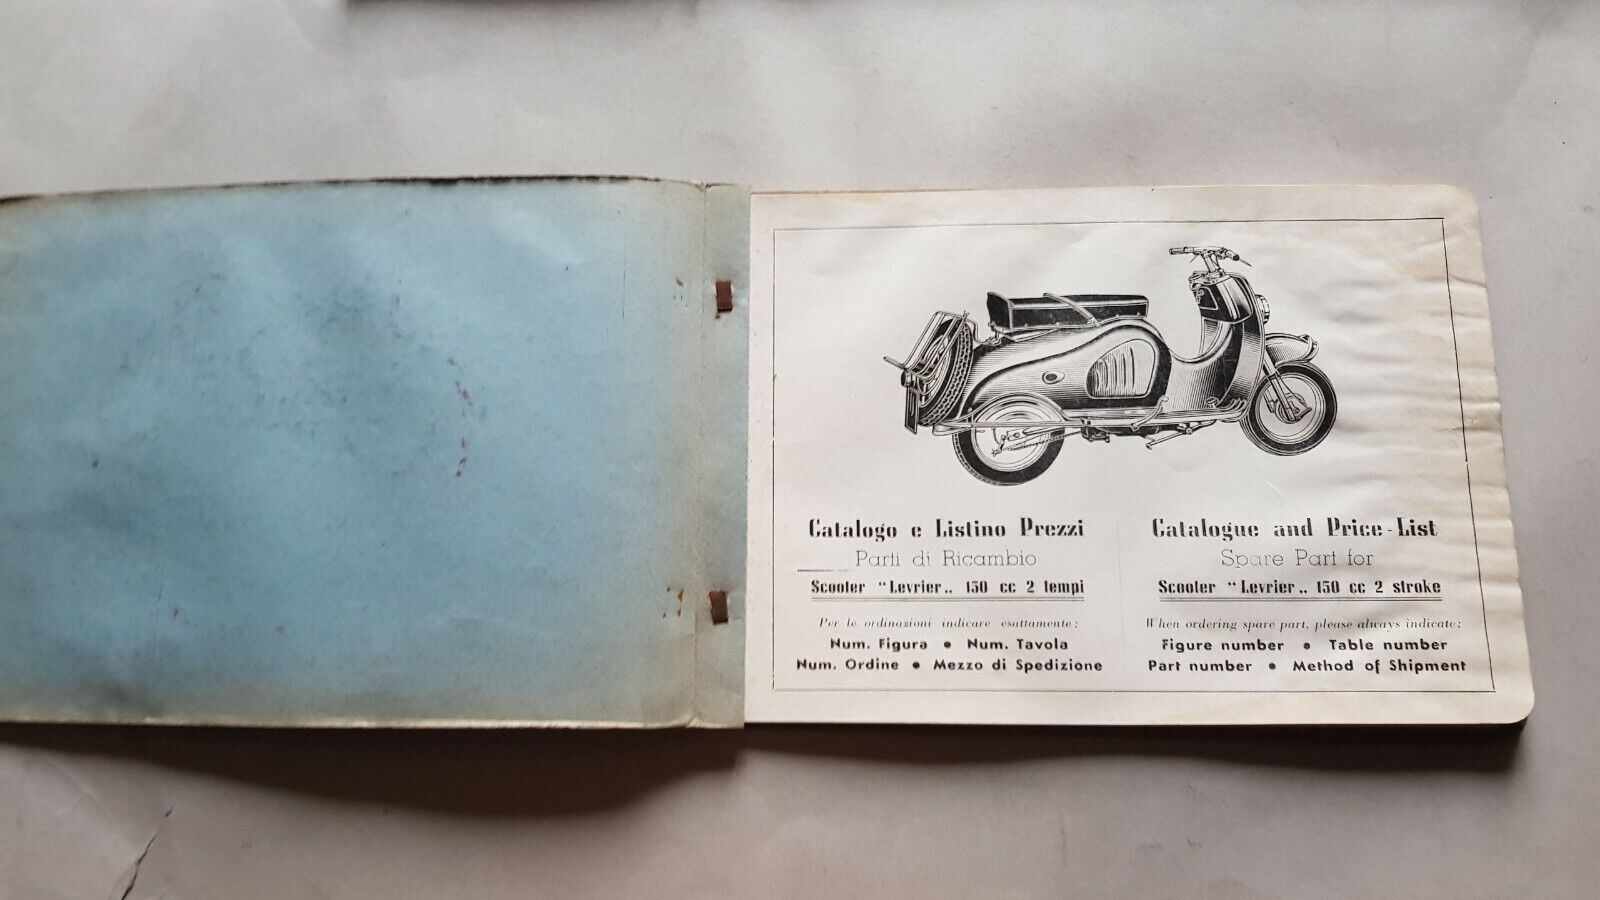 Catalogo e Listino Prezzi
Parti di Ricambio
Scooter "Levrier„ 150 cc 2 tempi
Per le ordinazioni indicare esattamente:
Num. Figura • Num. Tavola
Num. Ordine • Mezzo di Spedizione
Catalogue and Price-List
Spare Part for
Scooter "Levrier„ 150 cc 2 stroke
When ordering spare part, please always indicate:
Figure number • Table number
Part number • Method of Shipment